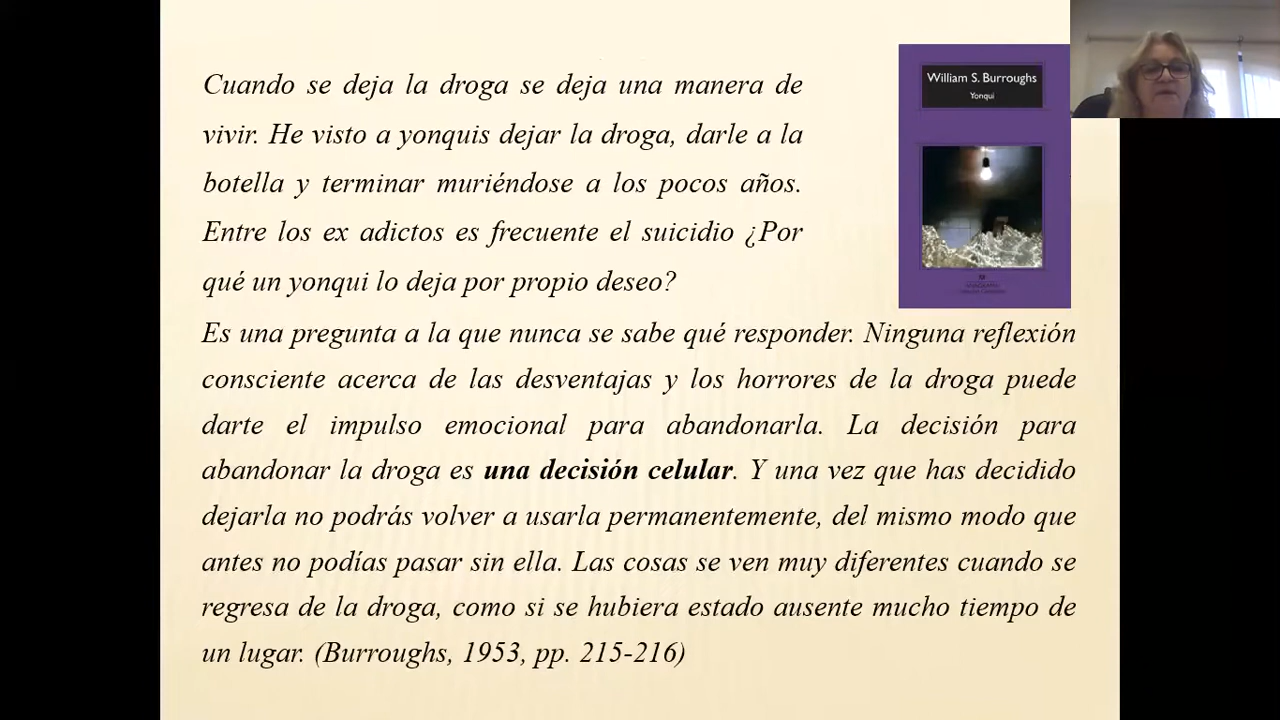 Cuando se deja la droga se deja una manera de
vivir. He visto a yonquis dejar la droga, darle a la
botella y terminar muriéndose a los pocos años.
Entre los ex adictos es frecuente el suicidio ¿Por
qué un yonqui lo deja por propio deseo?
William S. Burroughs
Yonqui
Es una pregunta a la que nunca se sabe qué responder. Ninguna reflexión
consciente acerca de las desventajas y los horrores de la droga puede
darte el impulso emocional para abandonarla. La decisión para
abandonar la droga es una decisión celular. Y una vez que has decidido
dejarla no podrás volver a usarla permanentemente, del mismo modo que
antes no podías pasar sin ella. Las cosas se ven muy diferentes cuando se
regresa de la droga, como si se hubiera estado ausente mucho tiempo de
un lugar. (Burroughs, 1953, pp. 215-216)